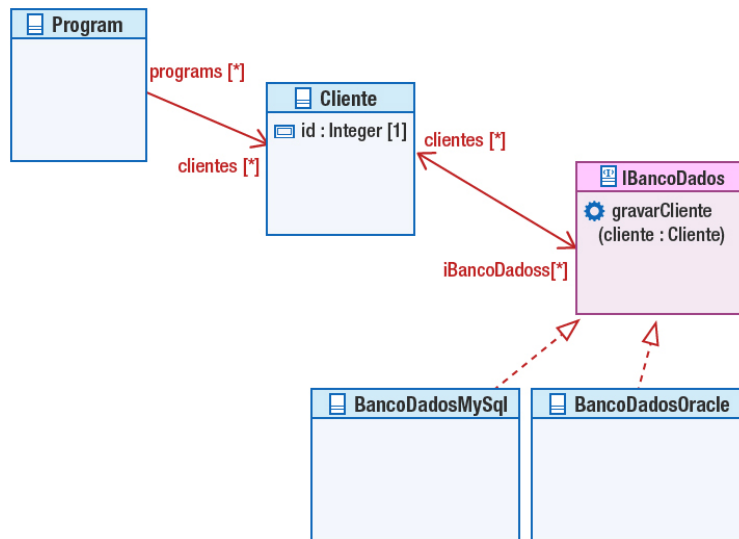 Program
programs [*]
Cliente
id : Integer [1]
clientes [*]
clientes [*]
IBancoDados
gravarCliente
(cliente : Cliente)
iBancoDadoss[*]
BancoDadosMySql
BancoDadosOracle